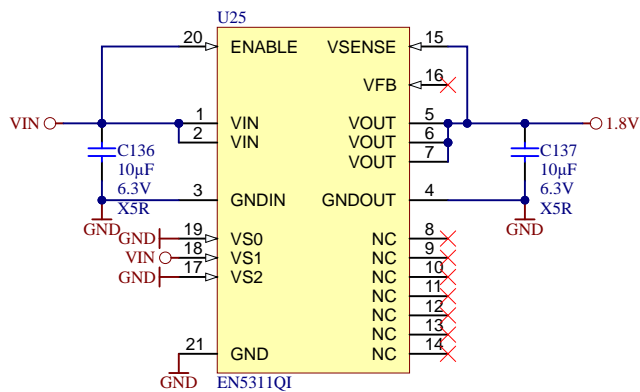 U25
20 ENABLE VSENSE 15
VFB 16
VIN 1 VIN VOUT 5 1.8V
2 VIN VOUT 6
VOUT 7
C136 C137
10µF 10µF
6.3V 6.3V
X5R X5R
3 GNDIN GNDOUT 4
GND GND
GND 19 VS0 NC 8
VIN 18 VS1 NC 9
GND 17 VS2 NC 10
NC 11
NC 12
NC 13
21 GND NC 14
GND
EN5311QI